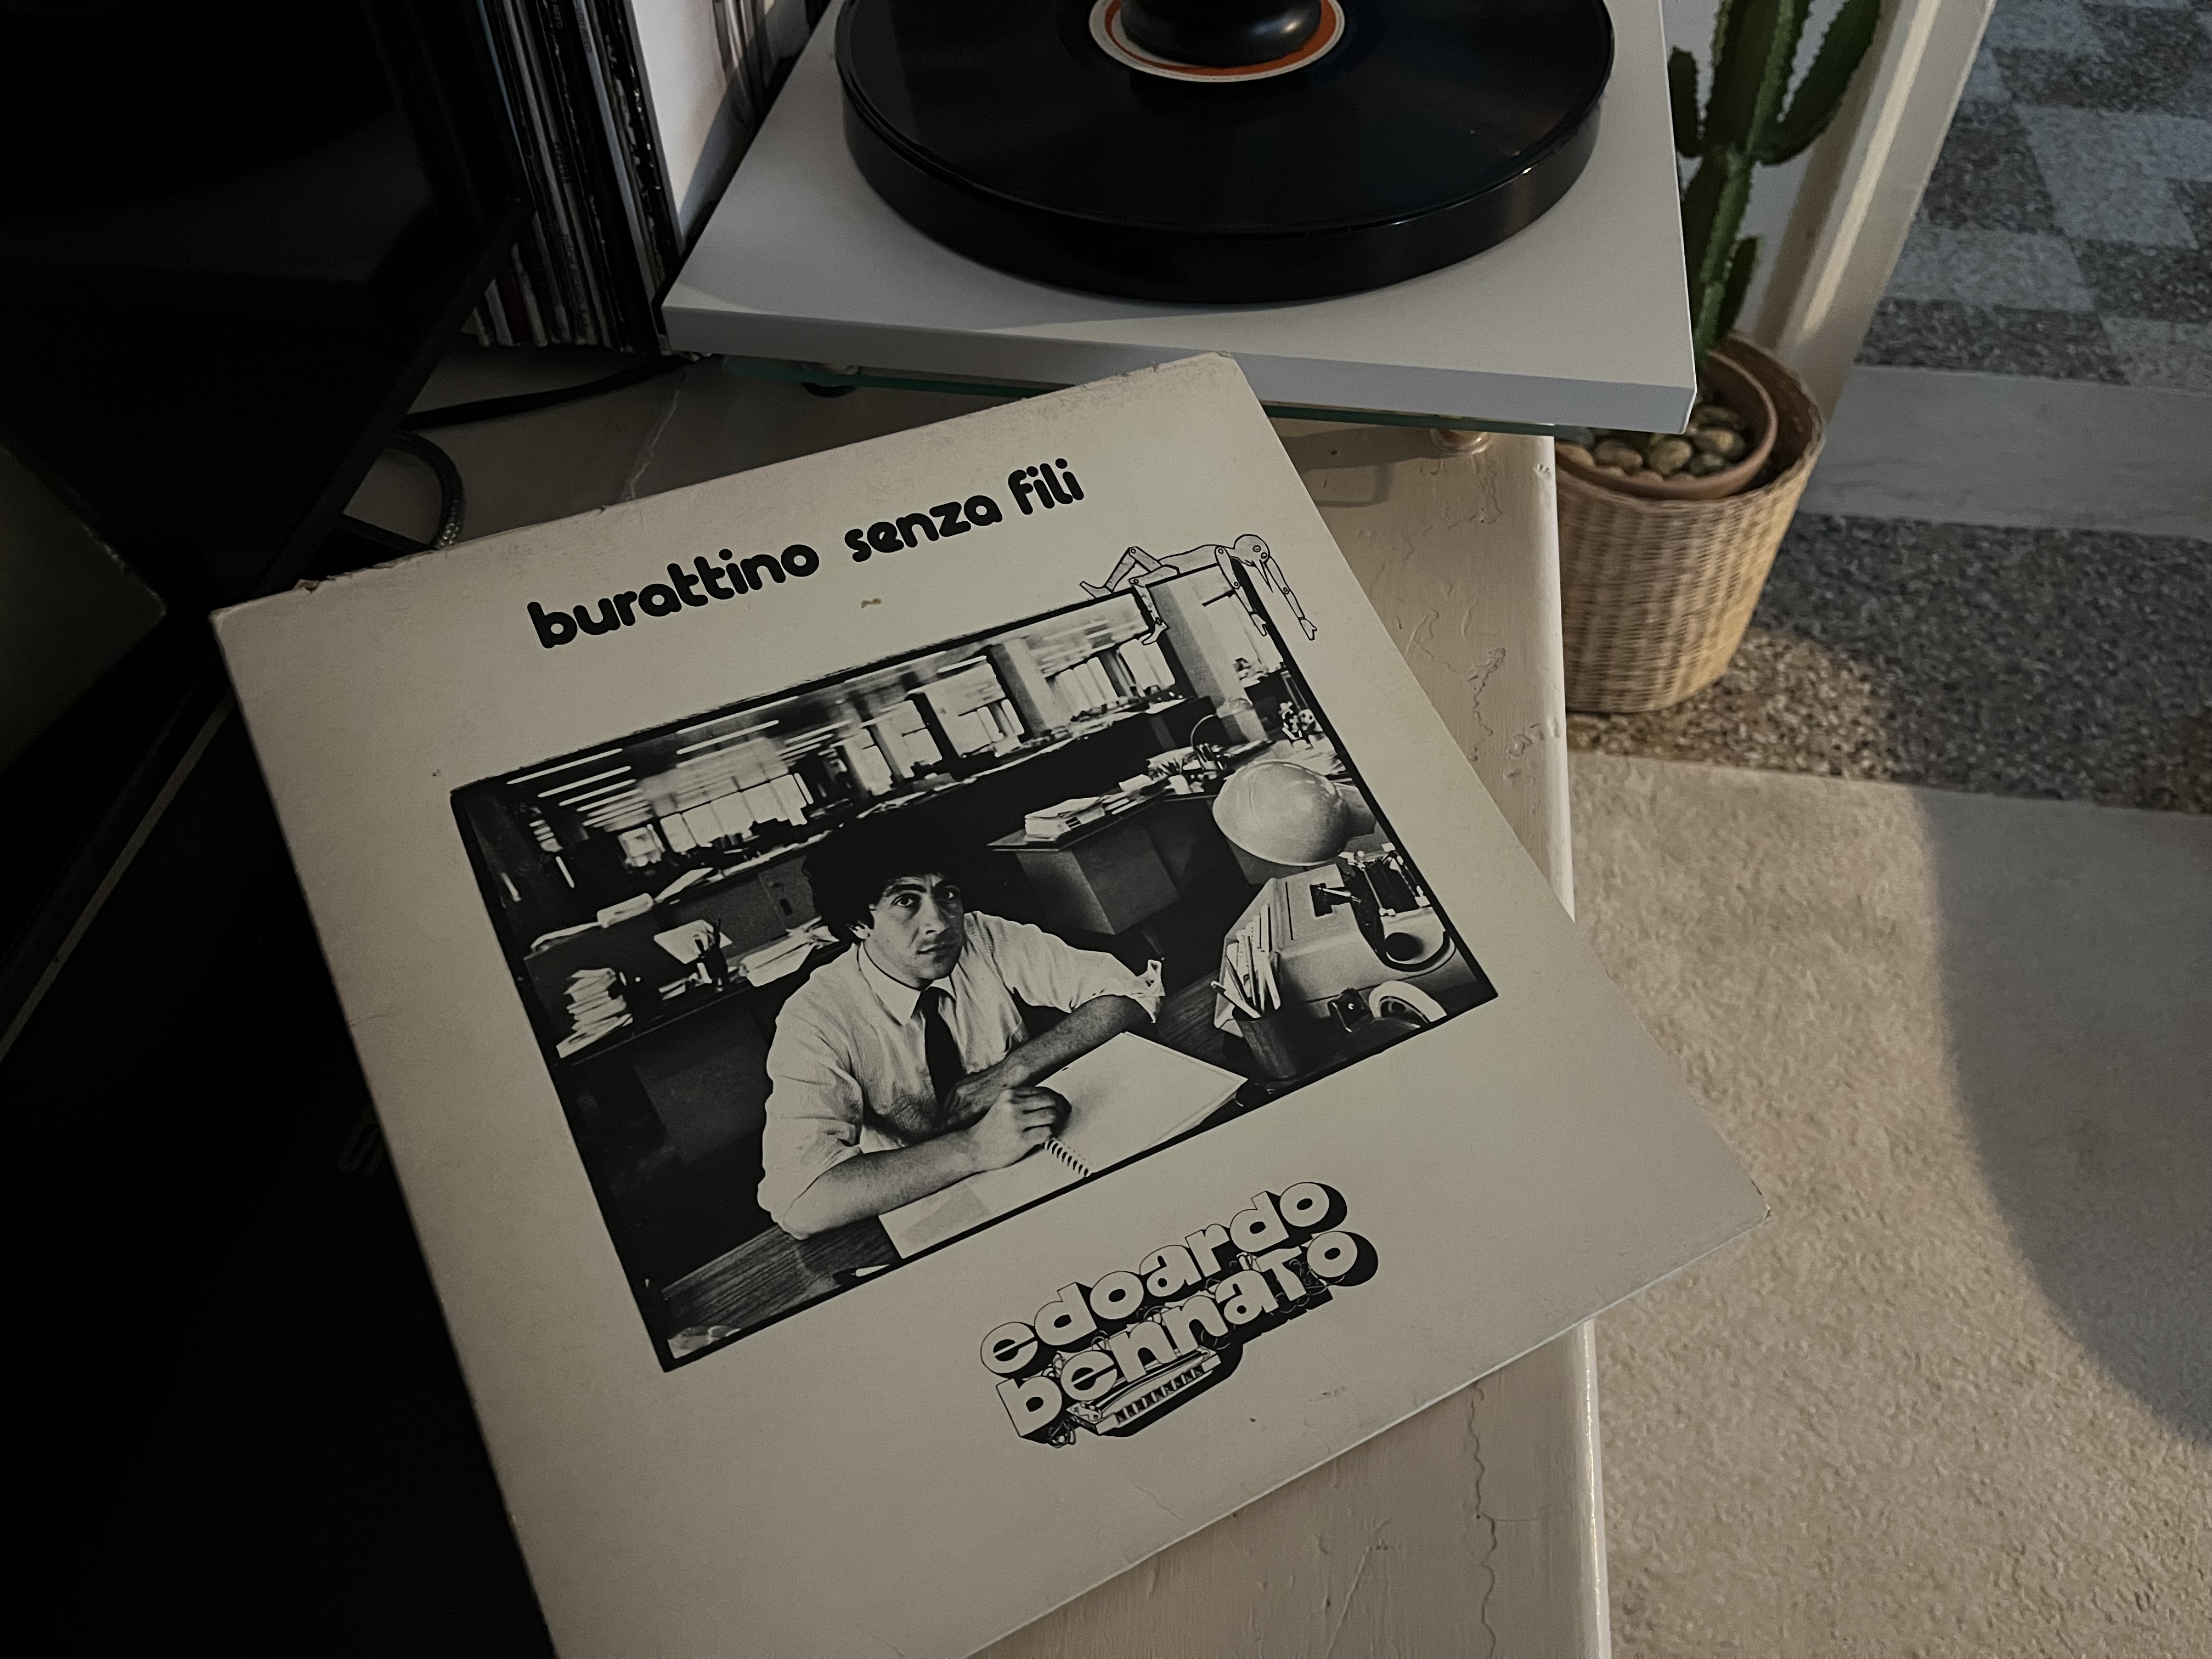 burattino senza fili
edoardo
bennato